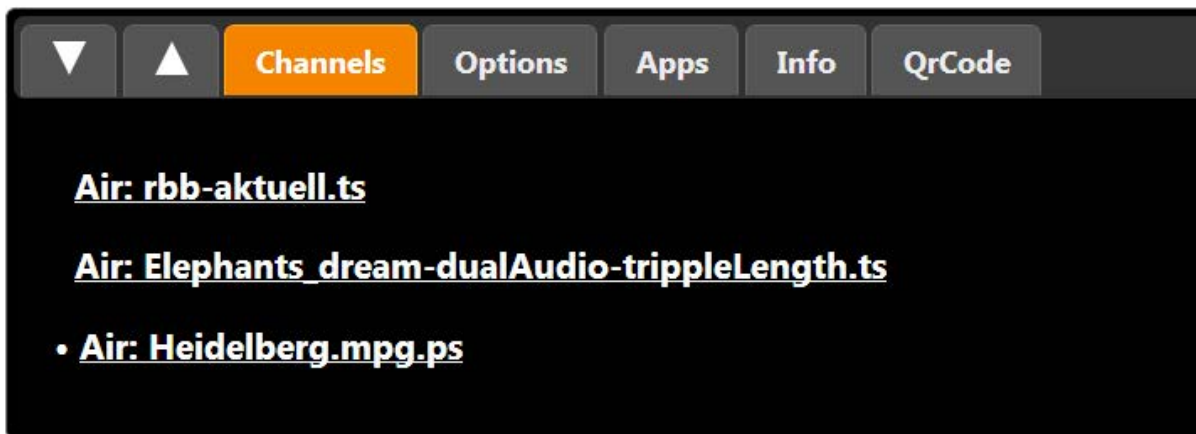 ▼ ▲ Channels Options Apps Info QrCode
Air: rbb-aktuell.ts
Air: Elephants_dream-dualAudio-trippleLength.ts
• Air: Heidelberg.mpg.ps